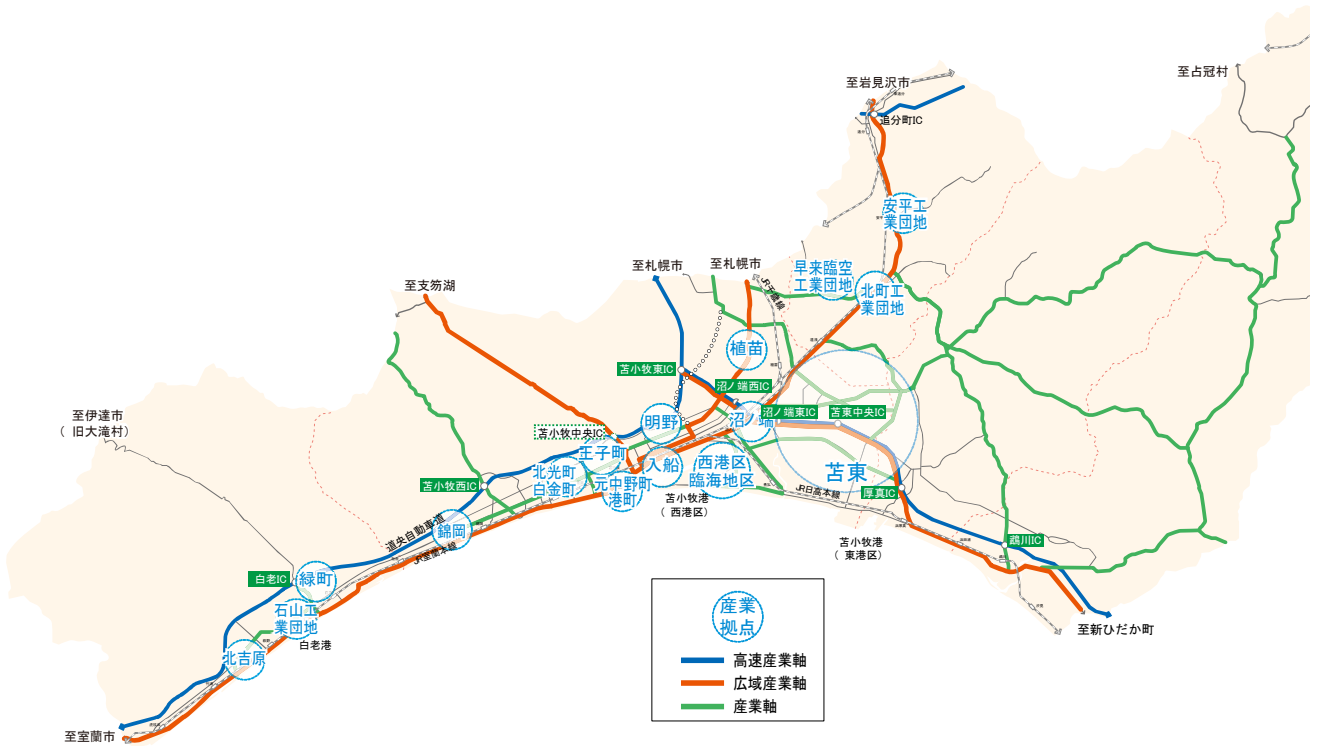 至岩見沢市
至占冠村
追分町IC
安平工
業団地
至札幌市
至札幌市
JR千歳線
早来臨空
工業団地
北町工
業団地
至支笏湖
植苗
苫小牧東IC
沼ノ端西IC
至伊達市
（ 旧大滝村）
明野
沼ノ端
沼ノ端東IC
苫東中央IC
苫小牧中央IC
王子町
入船
西港区
臨海地区
苫東
北光町
白金町
元中野町
港町
苫小牧西IC
苫小牧港
（ 西港区）
JR日高本線
厚真IC
錦岡
道央自動車道
JR室蘭本線
苫小牧港
（ 東港区）
鵡川IC
白老IC
緑町
石山工
業団地
白老港
北吉原
至新ひだか町
至室蘭市
産業
拠点
高速産業軸
広域産業軸
産業軸